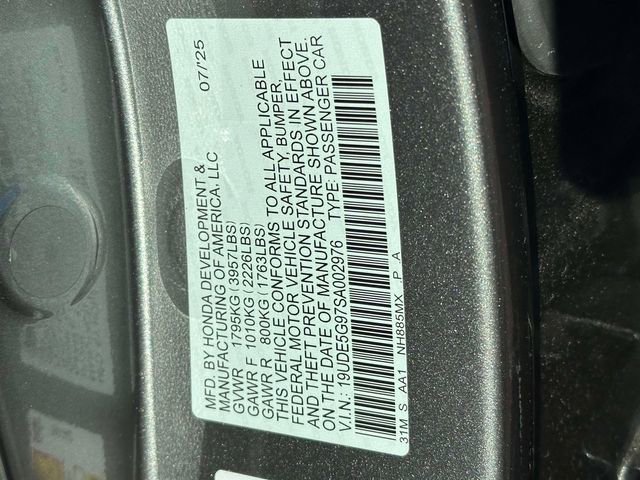 MFD. BY HONDA DEVELOPMENT & 07/'25
MANUFACTURING OF AMERICA, LLC
GVWR 1795KG (3957LBS)
GAWR F 1010KG (2226LBS)
GAWR R 800KG (1763LBS)
THIS VEHICLE CONFORMS TO ALL APPLICABLE
FEDERAL MOTOR VEHICLE SAFETY, BUMPER,
AND THEFT PREVENTION STANDARDS IN EFFECT
ON THE DATE OF MANUFACTURE SHOWN ABOVE.
V.I.N.: 19UDE5G97SA002976 TYPE: PASSENGER CAR
31M S AA1 NH885MX P A